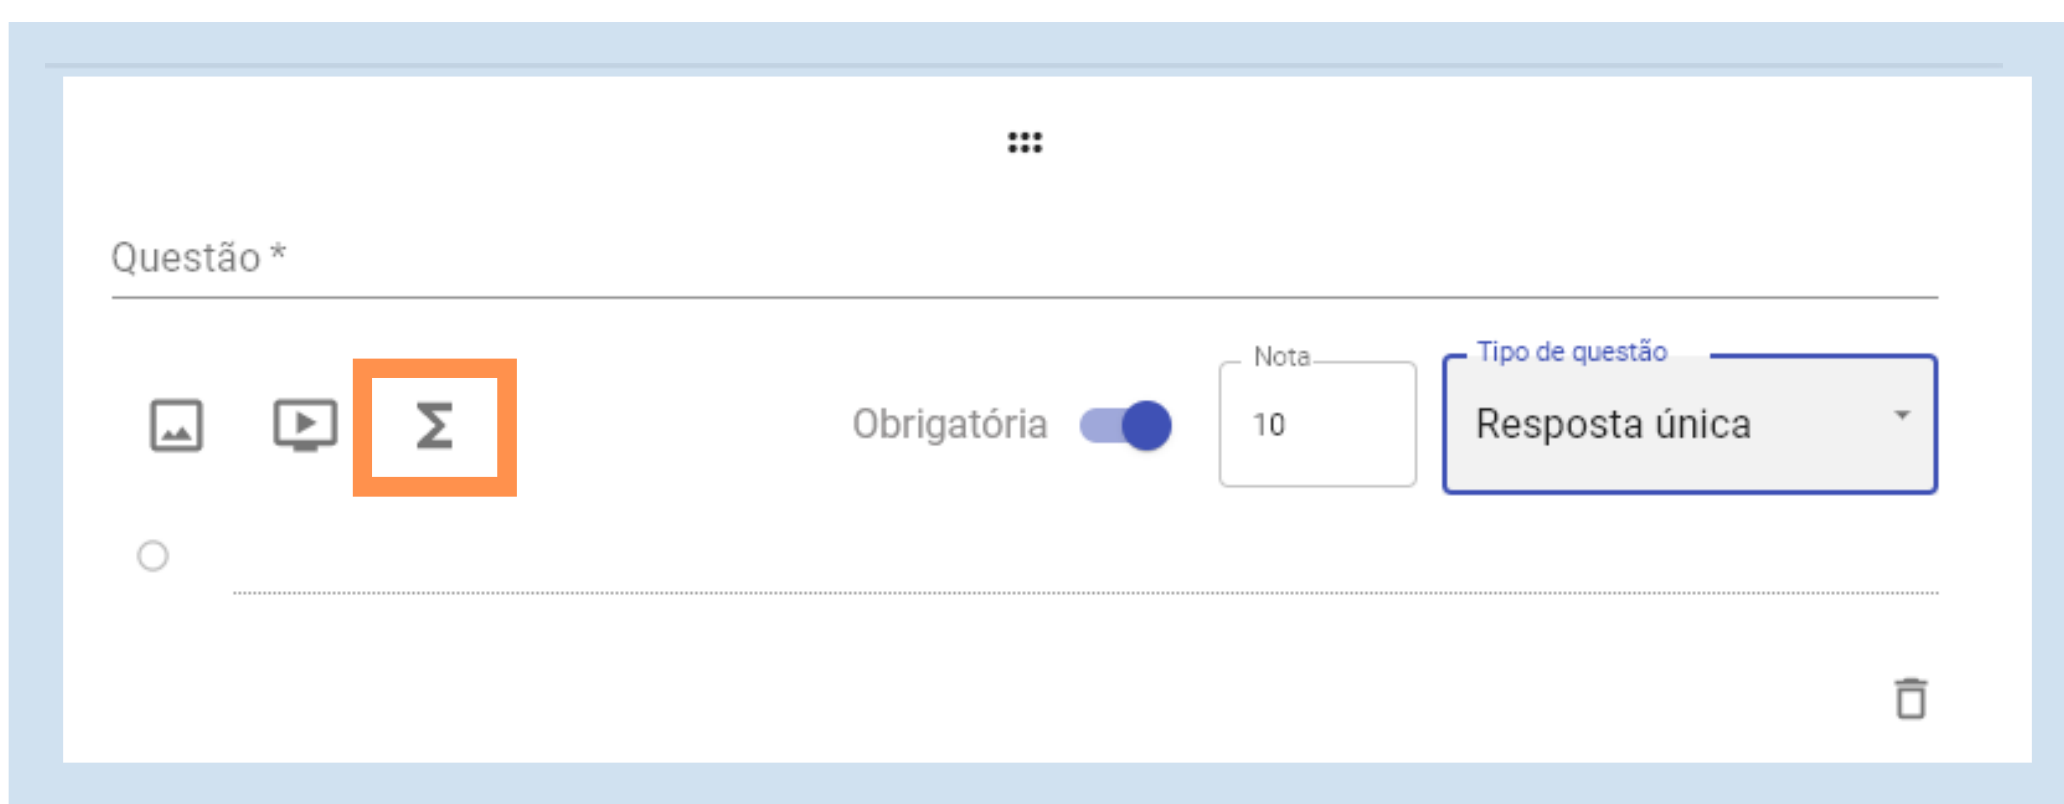 Questão *
Nota
Tipo de questão
Obrigatória
10
Resposta única